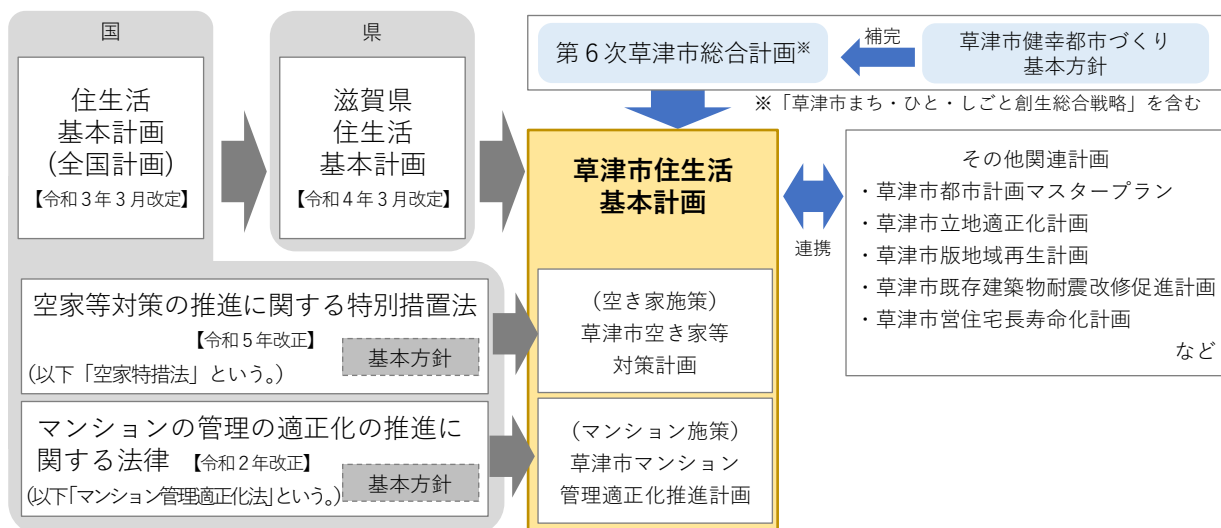 国
住生活
基本計画
(全国計画)
【令和３年３月改定】
県
滋賀県
住生活
基本計画
【令和４年３月改定】
第６次草津市総合計画※
補完
草津市健幸都市づくり
基本方針
※「草津市まち・ひと・しごと創生総合戦略」を含む
草津市住生活
基本計画
連携
その他関連計画
・草津市都市計画マスタープラン
・草津市立地適正化計画
・草津市版地域再生計画
・草津市既存建築物耐震改修促進計画
・草津市営住宅長寿命化計画
など
空家等対策の推進に関する特別措置法
【令和５年改正】
(以下「空家特措法」という。)
基本方針
(空き家施策)
草津市空き家等
対策計画
マンションの管理の適正化の推進に
関する法律 【令和２年改正】
(以下「マンション管理適正化法」という。)
基本方針
(マンション施策)
草津市マンション
管理適正化推進計画